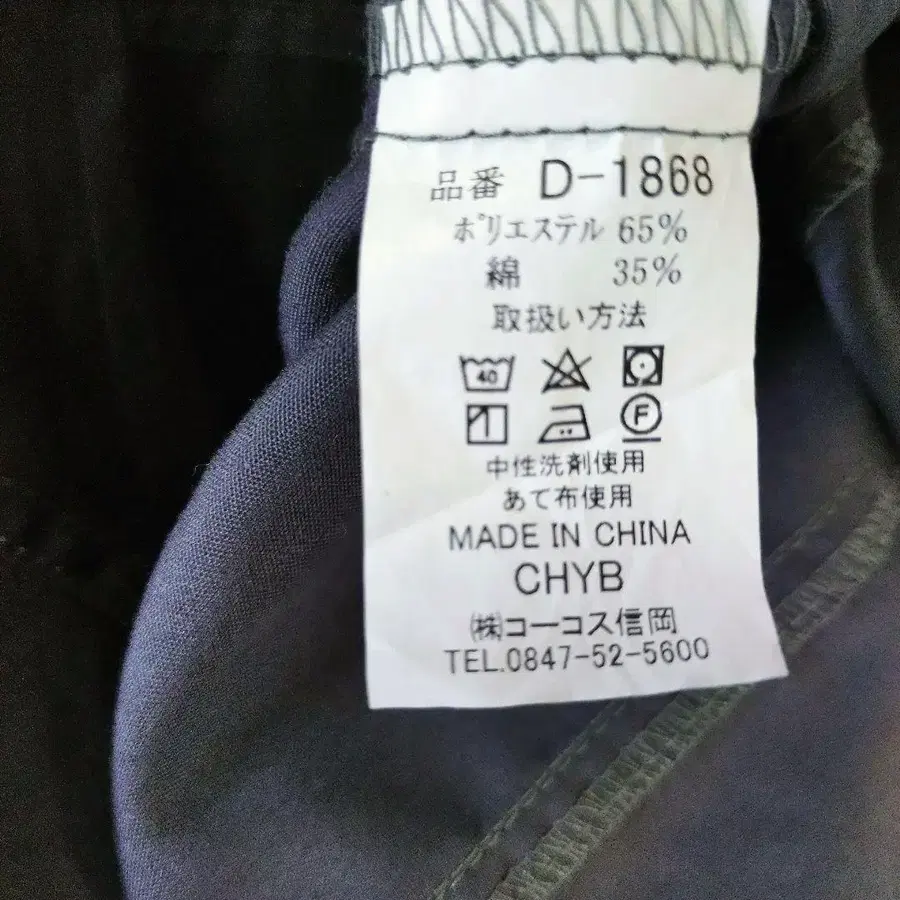 品番 D-1868
ﾎﾟﾘエステル 65%
綿 35%
取扱い方法
40
F
中性洗剤使用
あて布使用
MADE IN CHINA
CHYB
㈱コーコス信岡
TEL.0847-52-5600